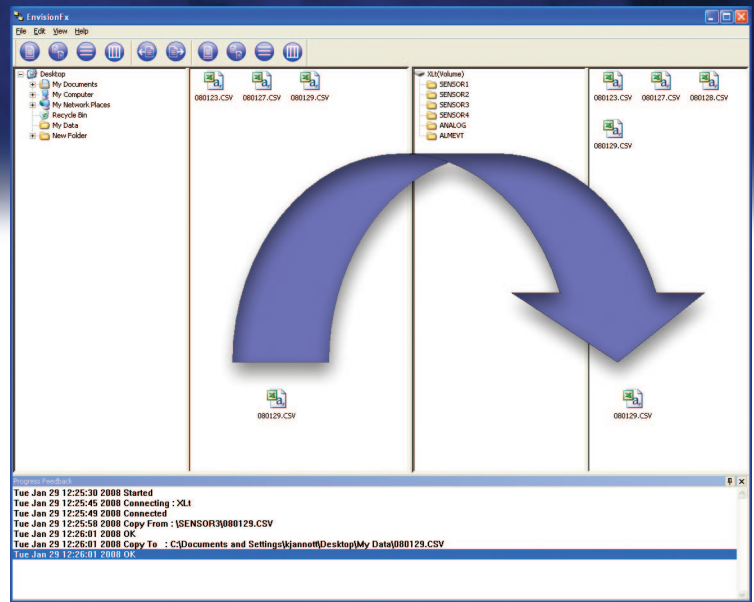 EnvisionFx
File Edit View Help
Desktop
My Documents
My Computer
My Network Places
Recycle Bin
My Data
New Folder
080123.CSV 080127.CSV 080129.CSV
080129.CSV
XLt(Volume)
SENSOR1
SENSOR2
SENSOR3
SENSOR4
ANALOG
ALMEVT
080123.CSV 080127.CSV 080128.CSV
080129.CSV
080129.CSV
Progress Feedback
Tue Jan 29 12:25:30 2008 Started
Tue Jan 29 12:25:45 2008 Connecting : XLt
Tue Jan 29 12:25:49 2008 Connected
Tue Jan 29 12:25:58 2008 Copy From : \SENSOR3\080129.CSV
Tue Jan 29 12:26:01 2008 OK
Tue Jan 29 12:26:01 2008 Copy To : C:\Documents and Settings\kjannott\Desktop\My Data\080129.CSV
Tue Jan 29 12:26:01 2008 OK